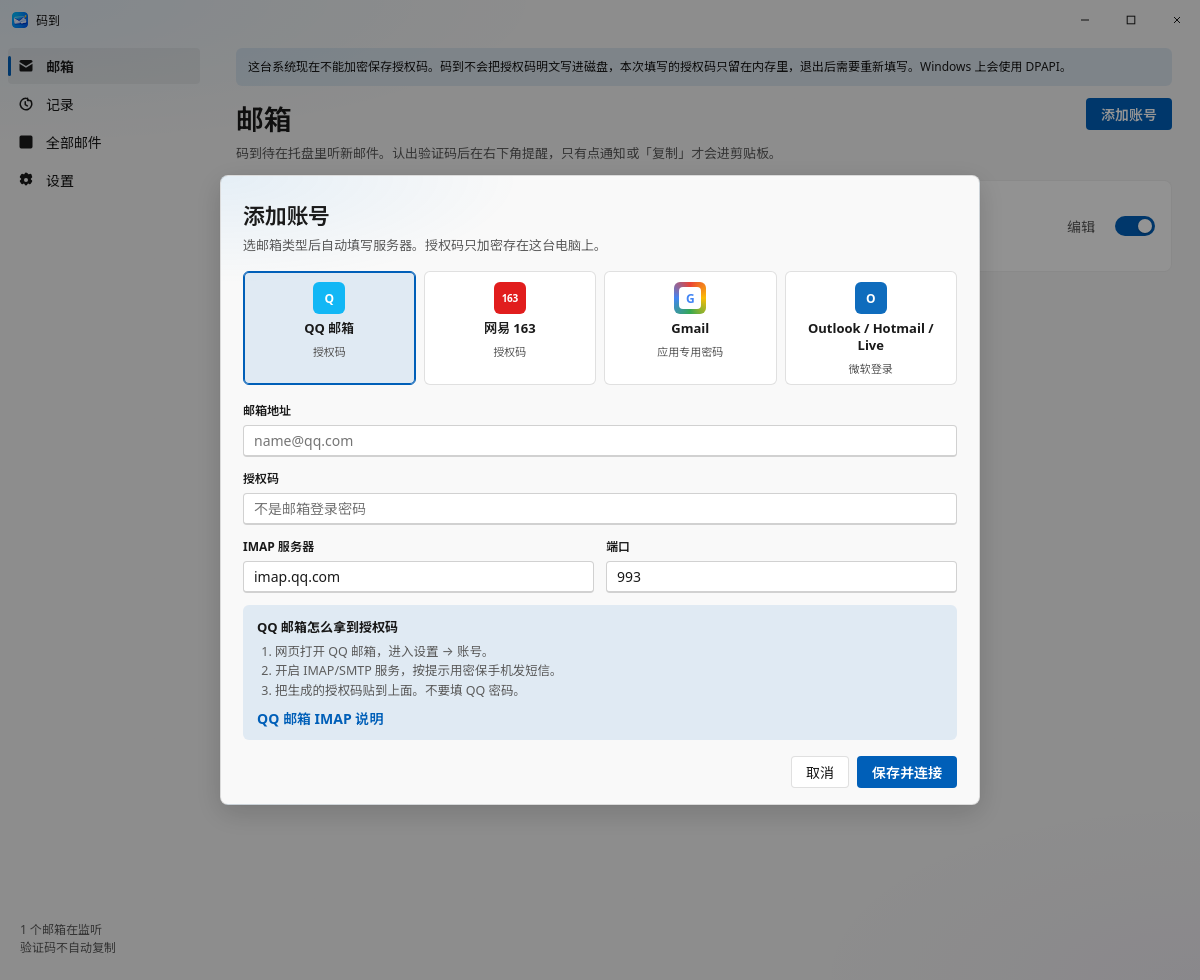 码到
邮箱
记录
全部邮件
设置
这台系统现在不能加密保存授权码。码到不会把授权码明文写进磁盘，本次填写的授权码只留在内存里，退出后需要重新填写。Windows 上会使用 DPAPI。
邮箱
添加账号
码到待在托盘里听新邮件。认出验证码后在右下角提醒，只有点通知或「复制」才会进剪贴板。
编辑
添加账号
选邮箱类型后自动填写服务器。授权码只加密存在这台电脑上。
Q
QQ 邮箱
授权码
163
网易 163
授权码
G
Gmail
应用专用密码
O
Outlook / Hotmail /
Live
微软登录
邮箱地址
name@qq.com
授权码
不是邮箱登录密码
IMAP 服务器
端口
imap.qq.com
993
QQ 邮箱怎么拿到授权码
1. 网页打开 QQ 邮箱，进入设置 → 账号。
2. 开启 IMAP/SMTP 服务，按提示用密保手机发短信。
3. 把生成的授权码贴到上面。不要填 QQ 密码。
QQ 邮箱 IMAP 说明
取消
保存并连接
1 个邮箱在监听
验证码不自动复制